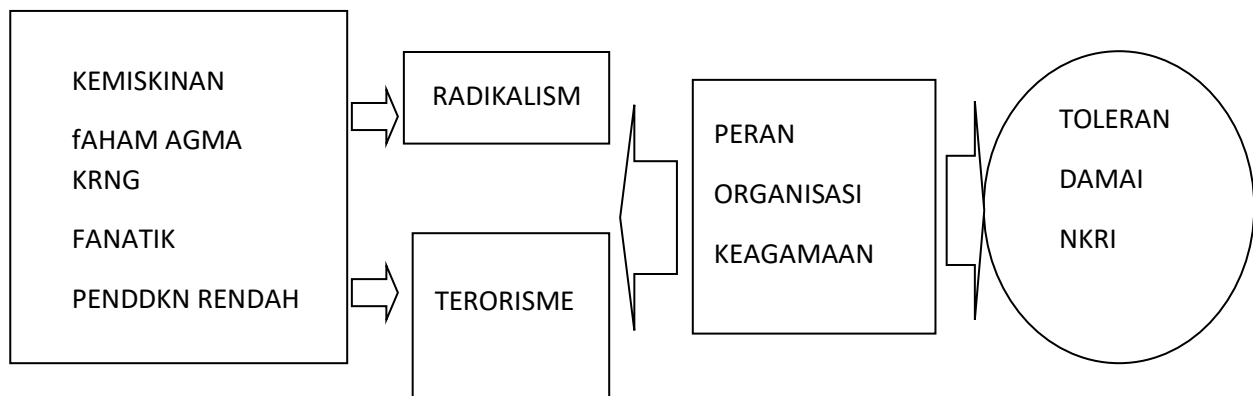 KEMISKINAN
fAHAM AGMA
KRNG
FANATIK
PENDDKN RENDAH
RADIKALISM
TERORISME
PERAN
ORGANISASI
KEAGAMAAN
TOLERAN
DAMAI
NKRI